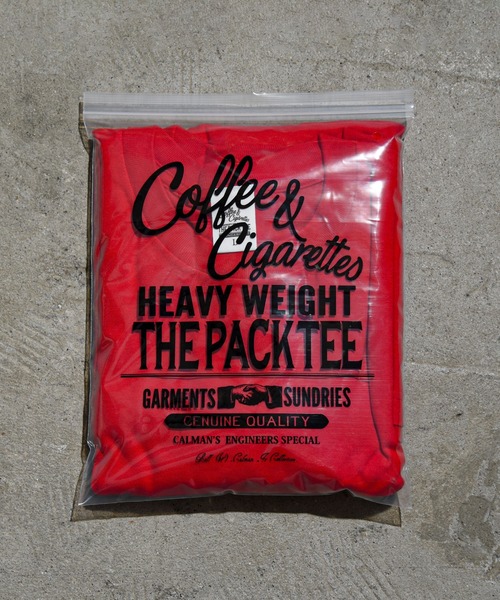 Coffee &
Cigarettes
HEAVY WEIGHT
THE PACK TEE
GARMENTS SUNDRIES
GENUINE QUALITY
CALMAN'S ENGINEERS SPECIAL